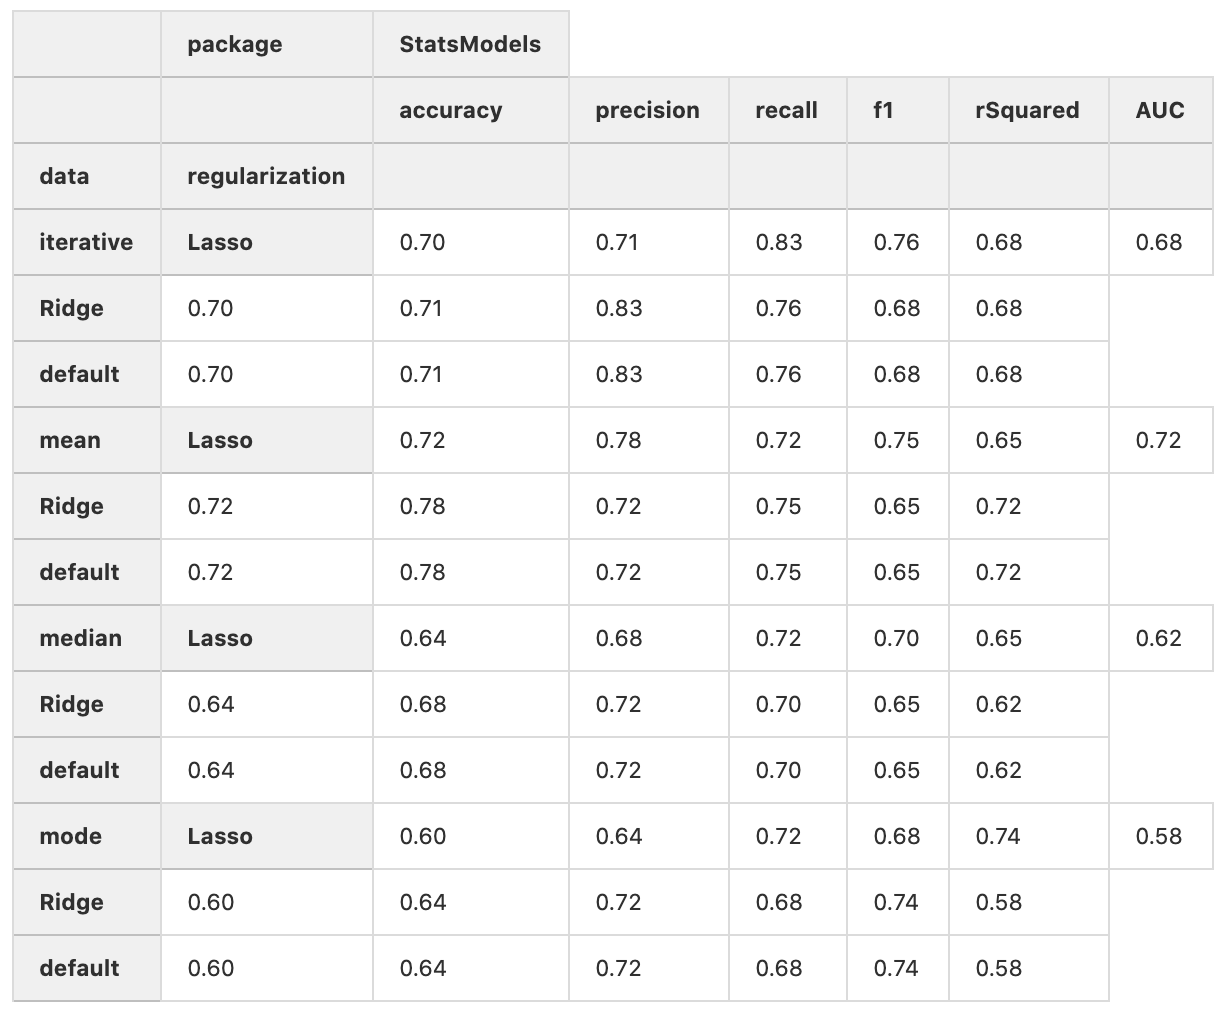 package StatsModels
accuracy precision recall f1 rSquared AUC
data regularization
iterative Lasso 0.70 0.71 0.83 0.76 0.68 0.68
Ridge 0.70 0.71 0.83 0.76 0.68 0.68
default 0.70 0.71 0.83 0.76 0.68 0.68
mean Lasso 0.72 0.78 0.72 0.75 0.65 0.72
Ridge 0.72 0.78 0.72 0.75 0.65 0.72
default 0.72 0.78 0.72 0.75 0.65 0.72
median Lasso 0.64 0.68 0.72 0.70 0.65 0.62
Ridge 0.64 0.68 0.72 0.70 0.65 0.62
default 0.64 0.68 0.72 0.70 0.65 0.62
mode Lasso 0.60 0.64 0.72 0.68 0.74 0.58
Ridge 0.60 0.64 0.72 0.68 0.74 0.58
default 0.60 0.64 0.72 0.68 0.74 0.58